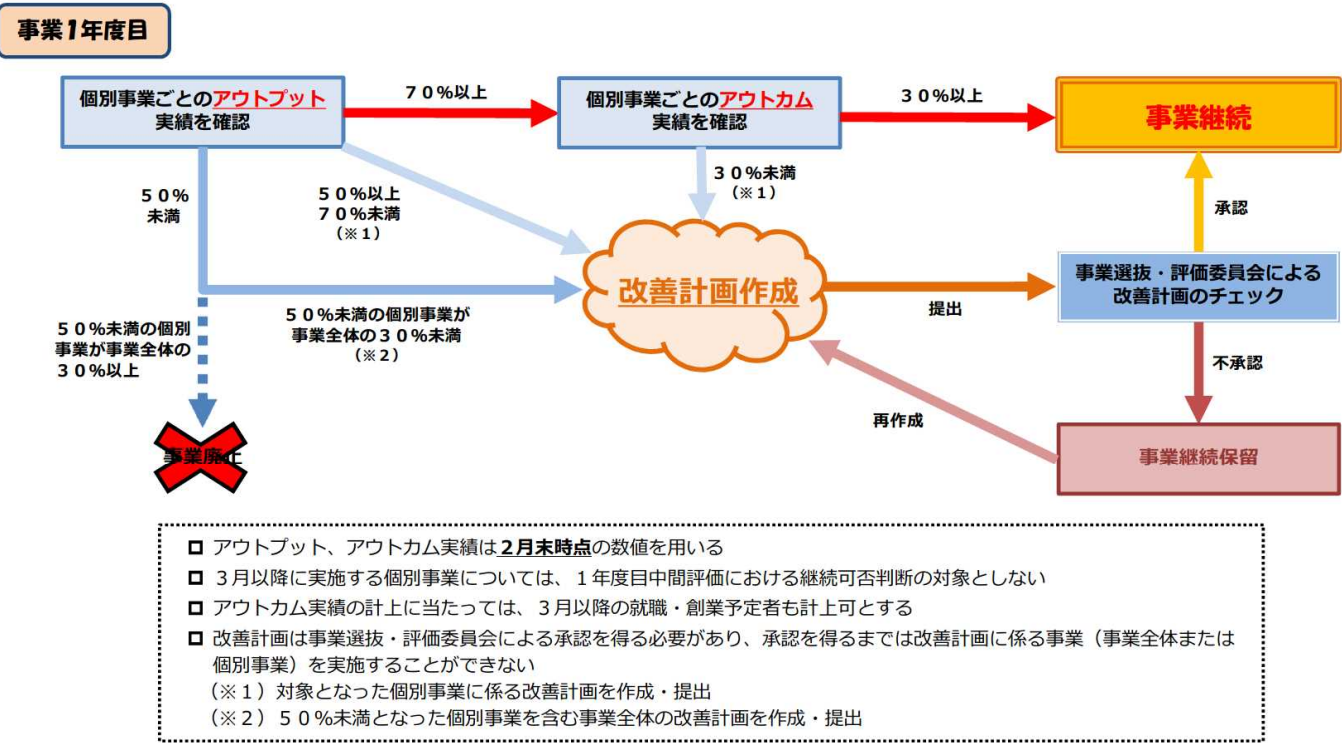 事業1年度目
個別事業ごとのアウトプット
実績を確認
70%以上
個別事業ごとのアウトカム
実績を確認
30%以上
事業継続
50%
未満
50%以上
70%未満
(※1)
30%未満
(※1)
承認
改善計画作成
提出
事業選抜・評価委員会による
改善計画のチェック
50%未満の個別事業が
事業全体の30%未満
(※2)
50%未満の個別
事業が事業全体の
30%以上
不承認
再作成
事業継続保留
事業廃止
アウトプット、アウトカム実績は2月末時点の数値を用いる
3月以降に実施する個別事業については、1年度目中間評価における継続可否判断の対象としない
アウトカム実績の計上に当たっては、3月以降の就職・創業予定者も計上可とする
改善計画は事業選抜・評価委員会による承認を得る必要があり、承認を得るまでは改善計画に係る事業(事業全体または
個別事業)を実施することができない
(※1)対象となった個別事業に係る改善計画を作成・提出
(※2)50%未満となった個別事業を含む事業全体の改善計画を作成・提出